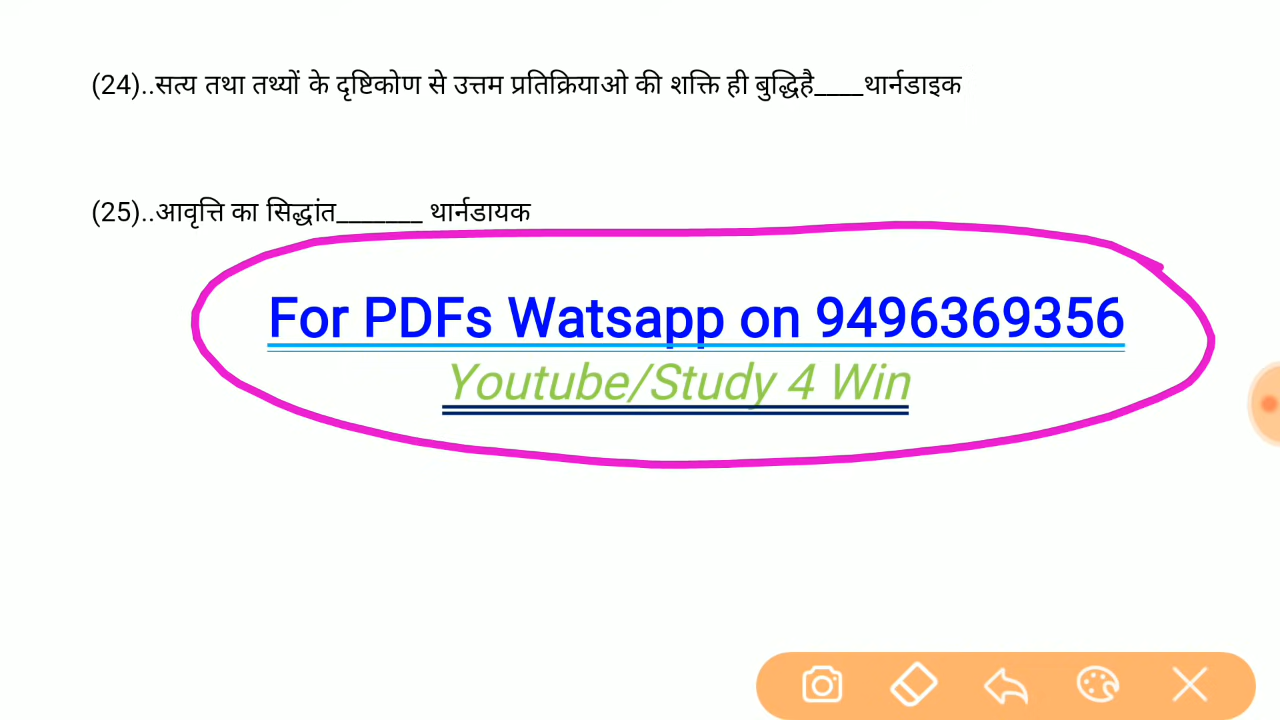 (24)..सत्य तथा तथ्यों के दृष्टिकोण से उत्तम प्रतिक्रियाओ की शक्ति ही बुद्धिहै____थार्नडाइक
(25)..आवृत्ति का सिद्धांत_______ थार्नडायक
For PDFs Watsapp on 9496369356
Youtube/Study 4 Win